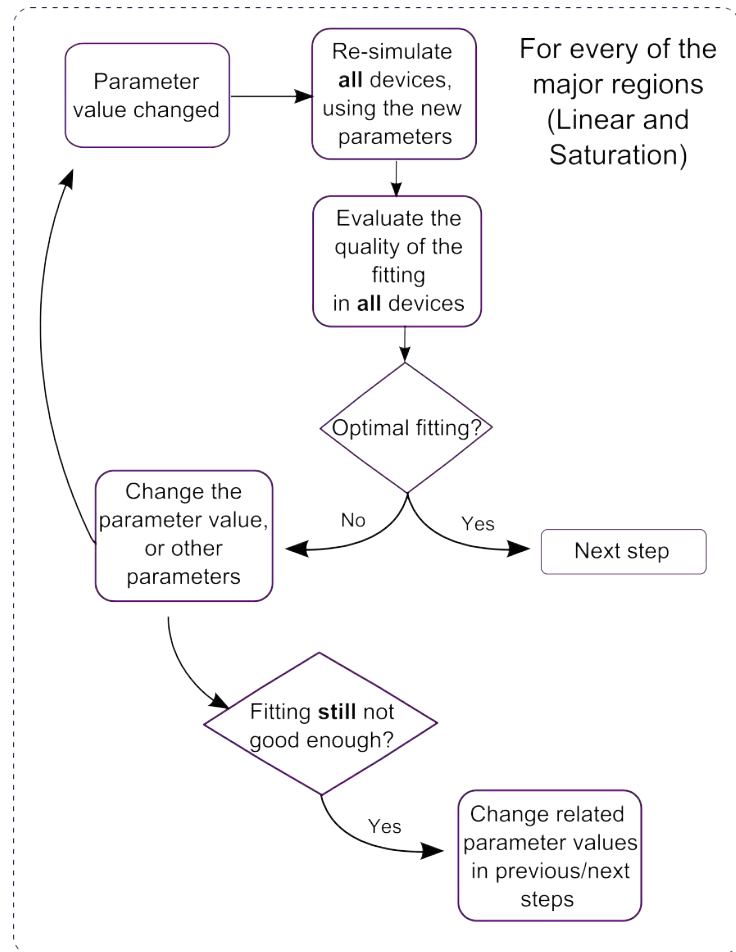 Parameter
value changed
Re-simulate
all devices,
using the new
parameters
For every of the
major regions
(Linear and
Saturation)
Evaluate the
quality of the
fitting
in all devices
Optimal fitting?
No
Yes
Change the
parameter value,
or other
parameters
Next step
Fitting still not
good enough?
Yes
Change related
parameter values
in previous/next
steps